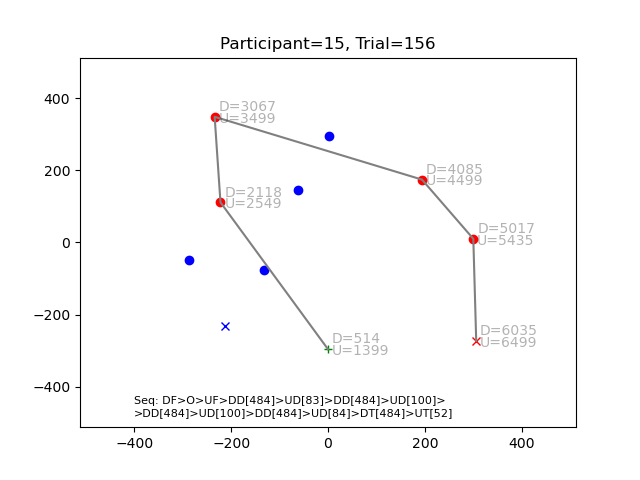 Participant=15, Trial=156
400
200
0
−200
−400
D=3067
U=3499
D=4085
U=4499
D=2118
U=2549
D=5017
U=5435
D=514
U=1399
D=6035
U=6499
Seq: DF>O>UF>DD[484]>UD[83]>DD[484]>UD[100]>
>DD[484]>UD[100]>DD[484]>UD[84]>DT[484]>UT[52]
−400 −200 0 200 400